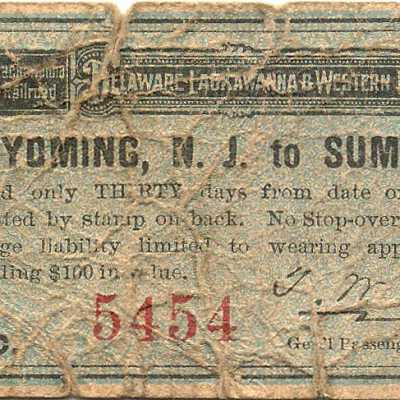 Lackawanna
Railroad
DELAWARE LACKAWANNA & WESTERN
YOMING, N. J. to SUM
d only THIRTY days from date o
ted by stamp on back. No Stop-over
ge liability limited to wearing app
ding $100 in value.
5454
Gen'l Passeng
c.